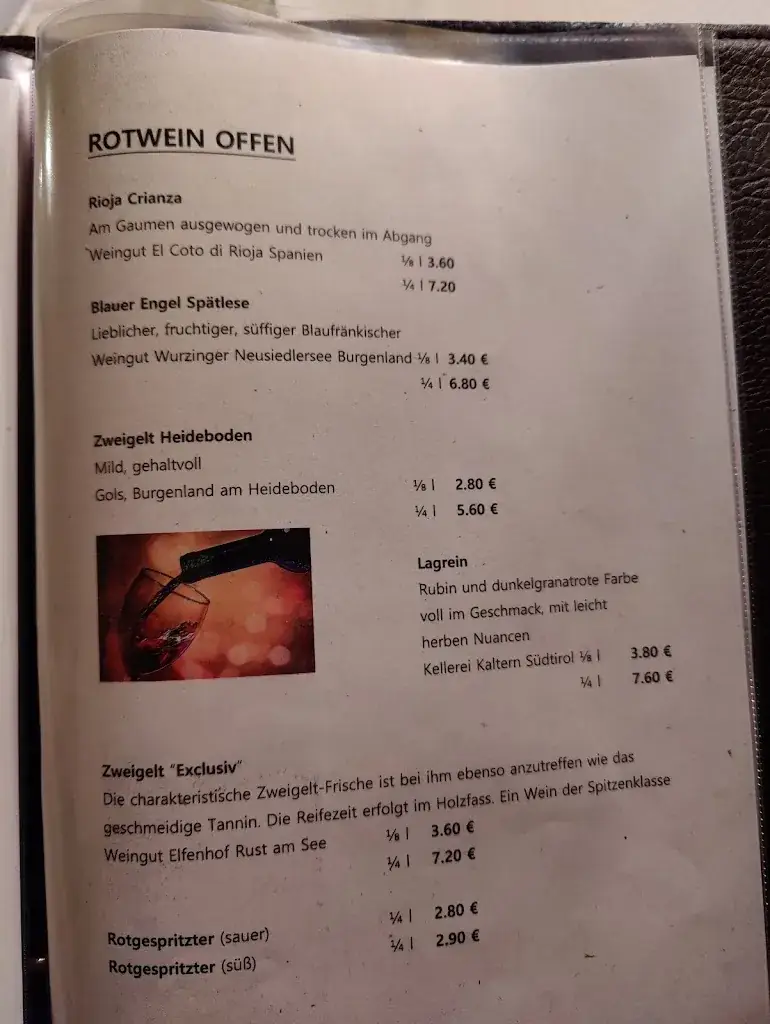 ROTWEIN OFFEN
Rioja Crianza
Am Gaumen ausgewogen und trocken im Abgang
Weingut El Coto di Rioja Spanien ⅛ l 3.60
¼ l 7.20
Blauer Engel Spätlese
Lieblicher, fruchtiger, süffiger Blaufränkischer
Weingut Wurzinger Neusiedlersee Burgenland ⅛ l 3.40 €
¼ l 6.80 €
Zweigelt Heideboden
Mild, gehaltvoll
Gols, Burgenland am Heideboden ⅛ l 2.80 €
¼ l 5.60 €
Lagrein
Rubin und dunkelgranatrote Farbe
voll im Geschmack, mit leicht
herben Nuancen
Kellerei Kaltern Südtirol ⅛ l 3.80 €
¼ l 7.60 €
Zweigelt "Exclusiv"
Die charakteristische Zweigelt-Frische ist bei ihm ebenso anzutreffen wie das
geschmeidige Tannin. Die Reifezeit erfolgt im Holzfass. Ein Wein der Spitzenklasse
Weingut Elfenhof Rust am See ⅛ l 3.60 €
¼ l 7.20 €
Rotgespritzter (sauer) ¼ l 2.80 €
Rotgespritzter (süß) ¼ l 2.90 €